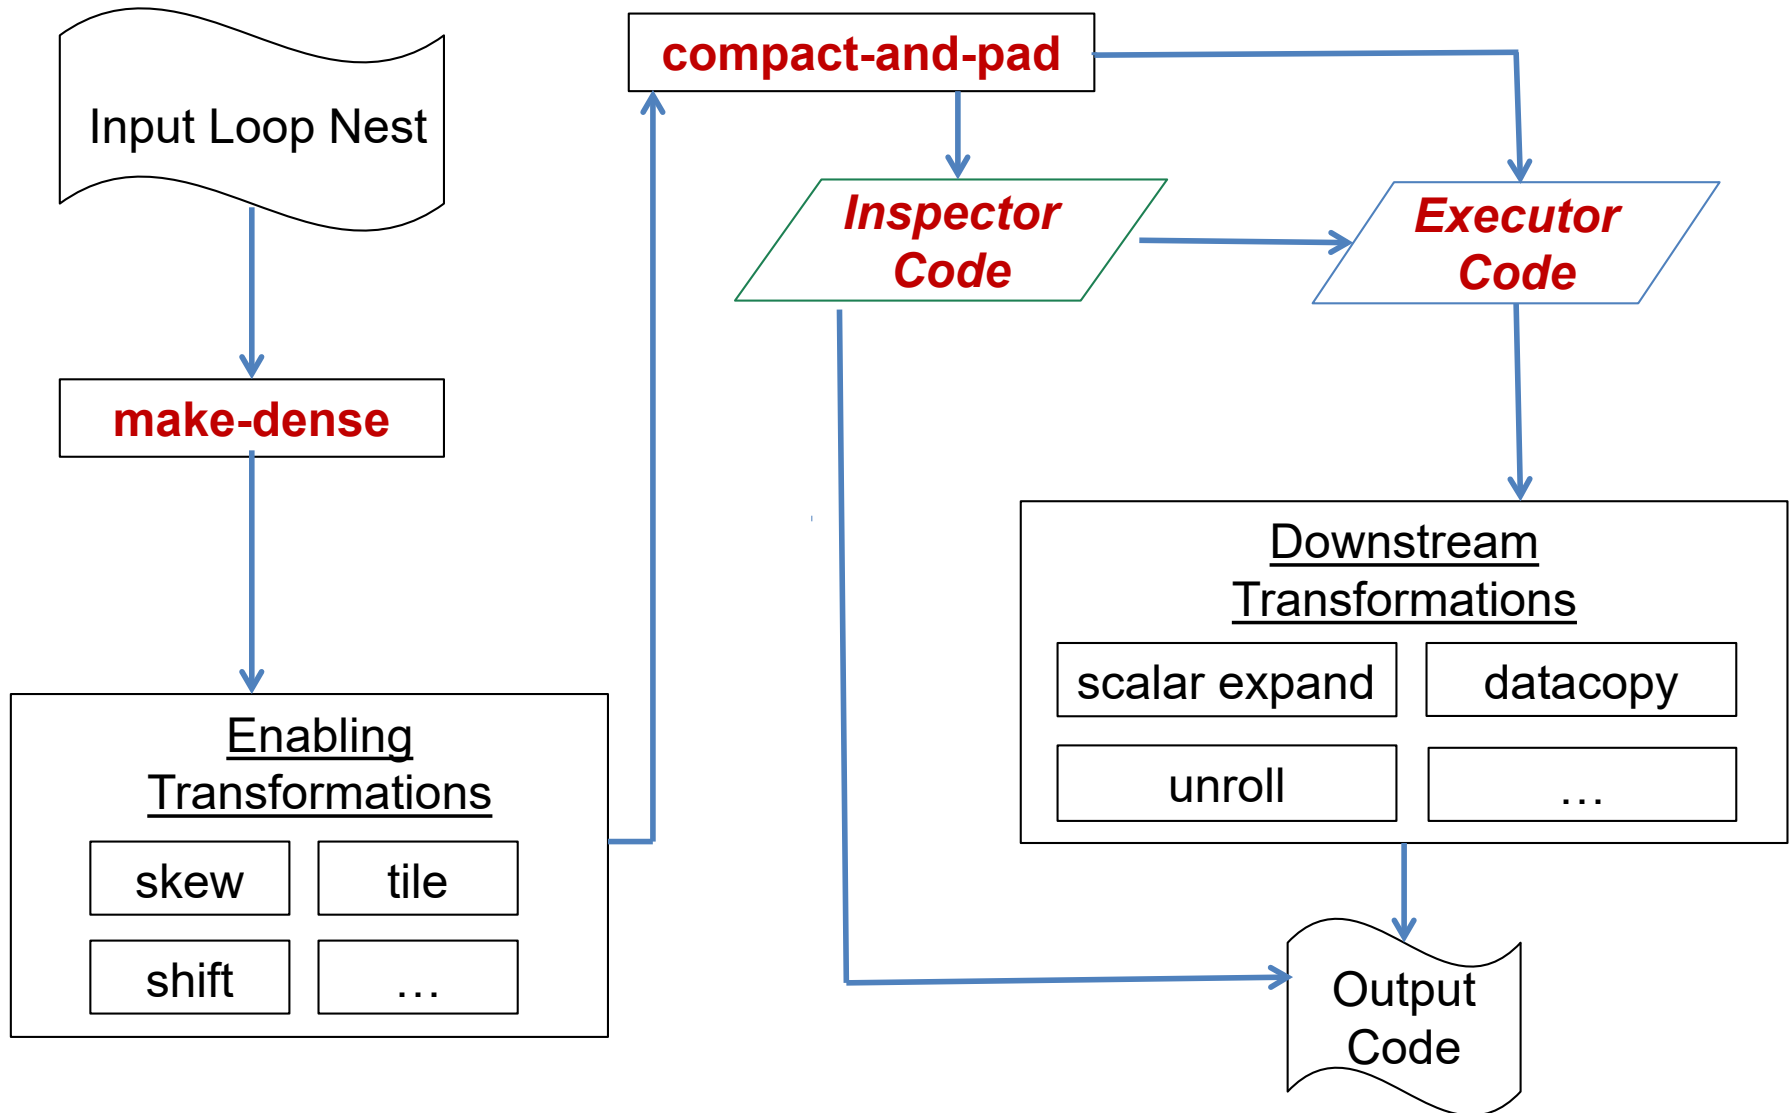 Input Loop Nest
make-dense
Enabling
Transformations
skew
tile
shift
…
compact-and-pad
Inspector
Code
Executor
Code
Downstream
Transformations
scalar expand
datacopy
unroll
…
Output
Code